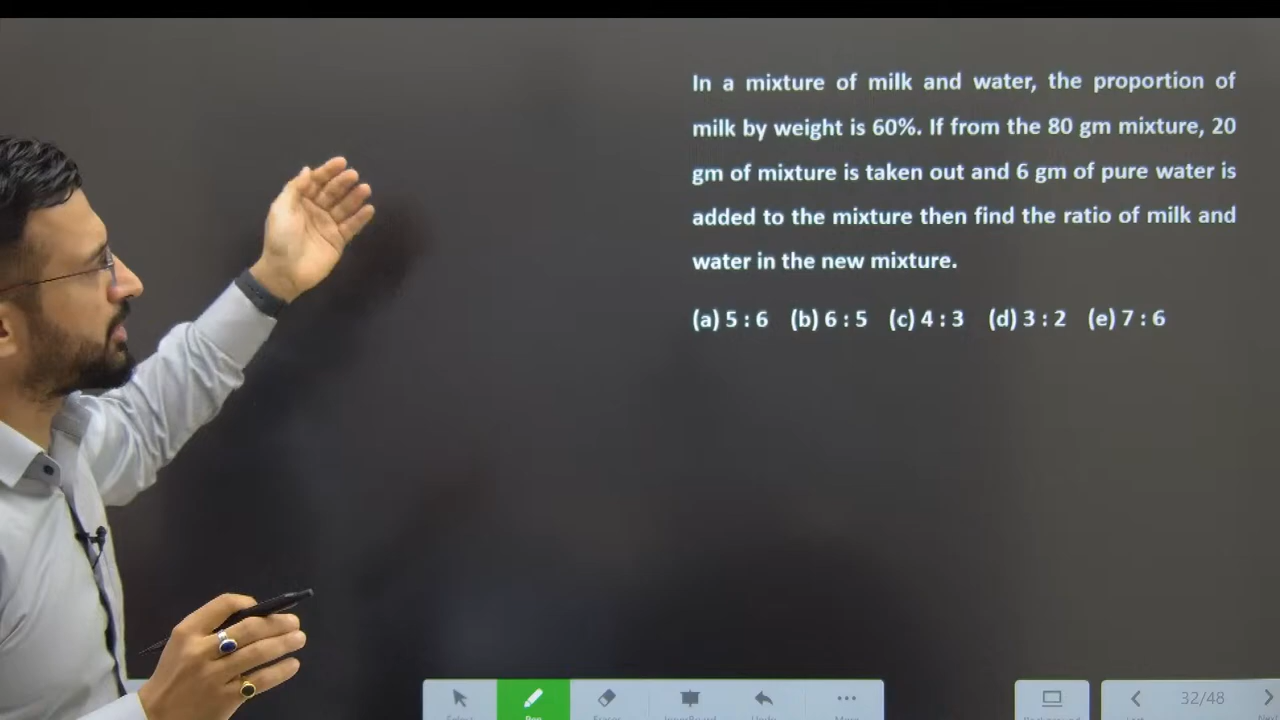 In a mixture of milk and water, the proportion of
milk by weight is 60%. If from the 80 gm mixture, 20
gm of mixture is taken out and 6 gm of pure water is
added to the mixture then find the ratio of milk and
water in the new mixture.
(a) 5 : 6 (b) 6 : 5 (c) 4 : 3 (d) 3 : 2 (e) 7 : 6
32/48